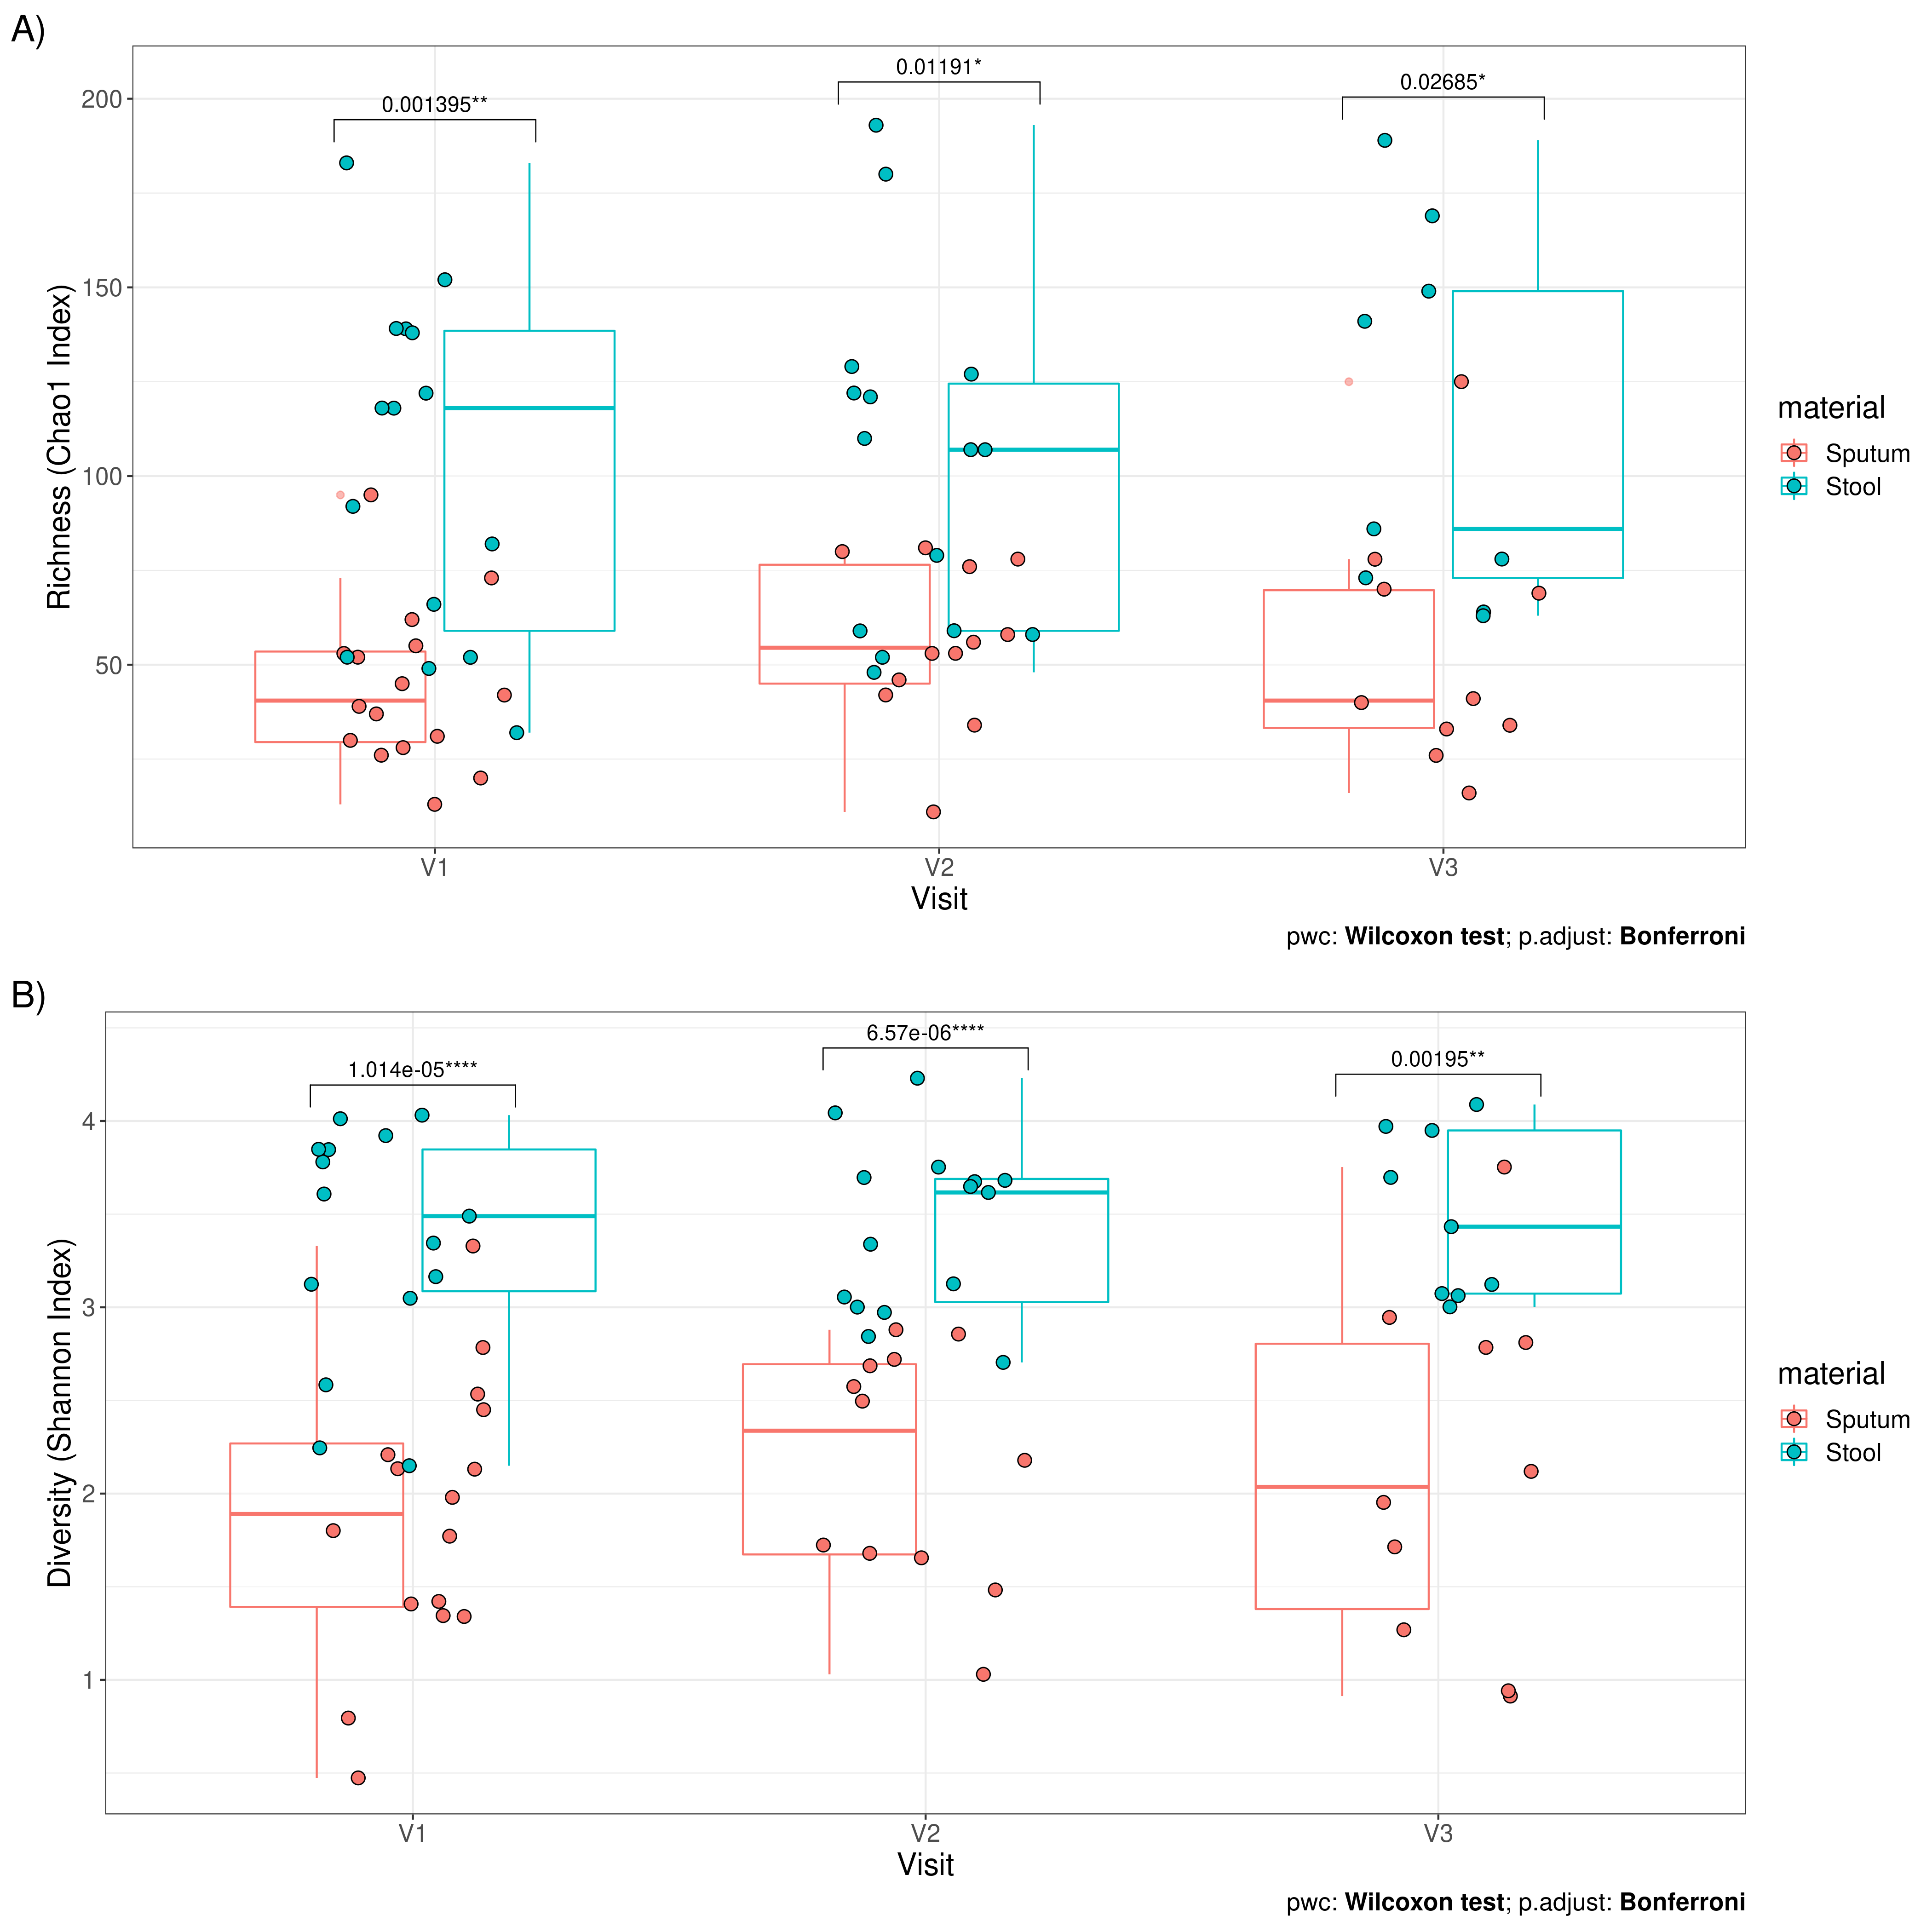 A)
0.001395**
0.01191*
0.02685*
200
150
100
50
Richness (Chao1 Index)
V1
V2
V3
Visit
material
Sputum
Stool
pwc: Wilcoxon test; p.adjust: Bonferroni
B)
1.014e-05****
6.57e-06****
0.00195**
4
3
2
1
Diversity (Shannon Index)
V1
V2
V3
Visit
material
Sputum
Stool
pwc: Wilcoxon test; p.adjust: Bonferroni